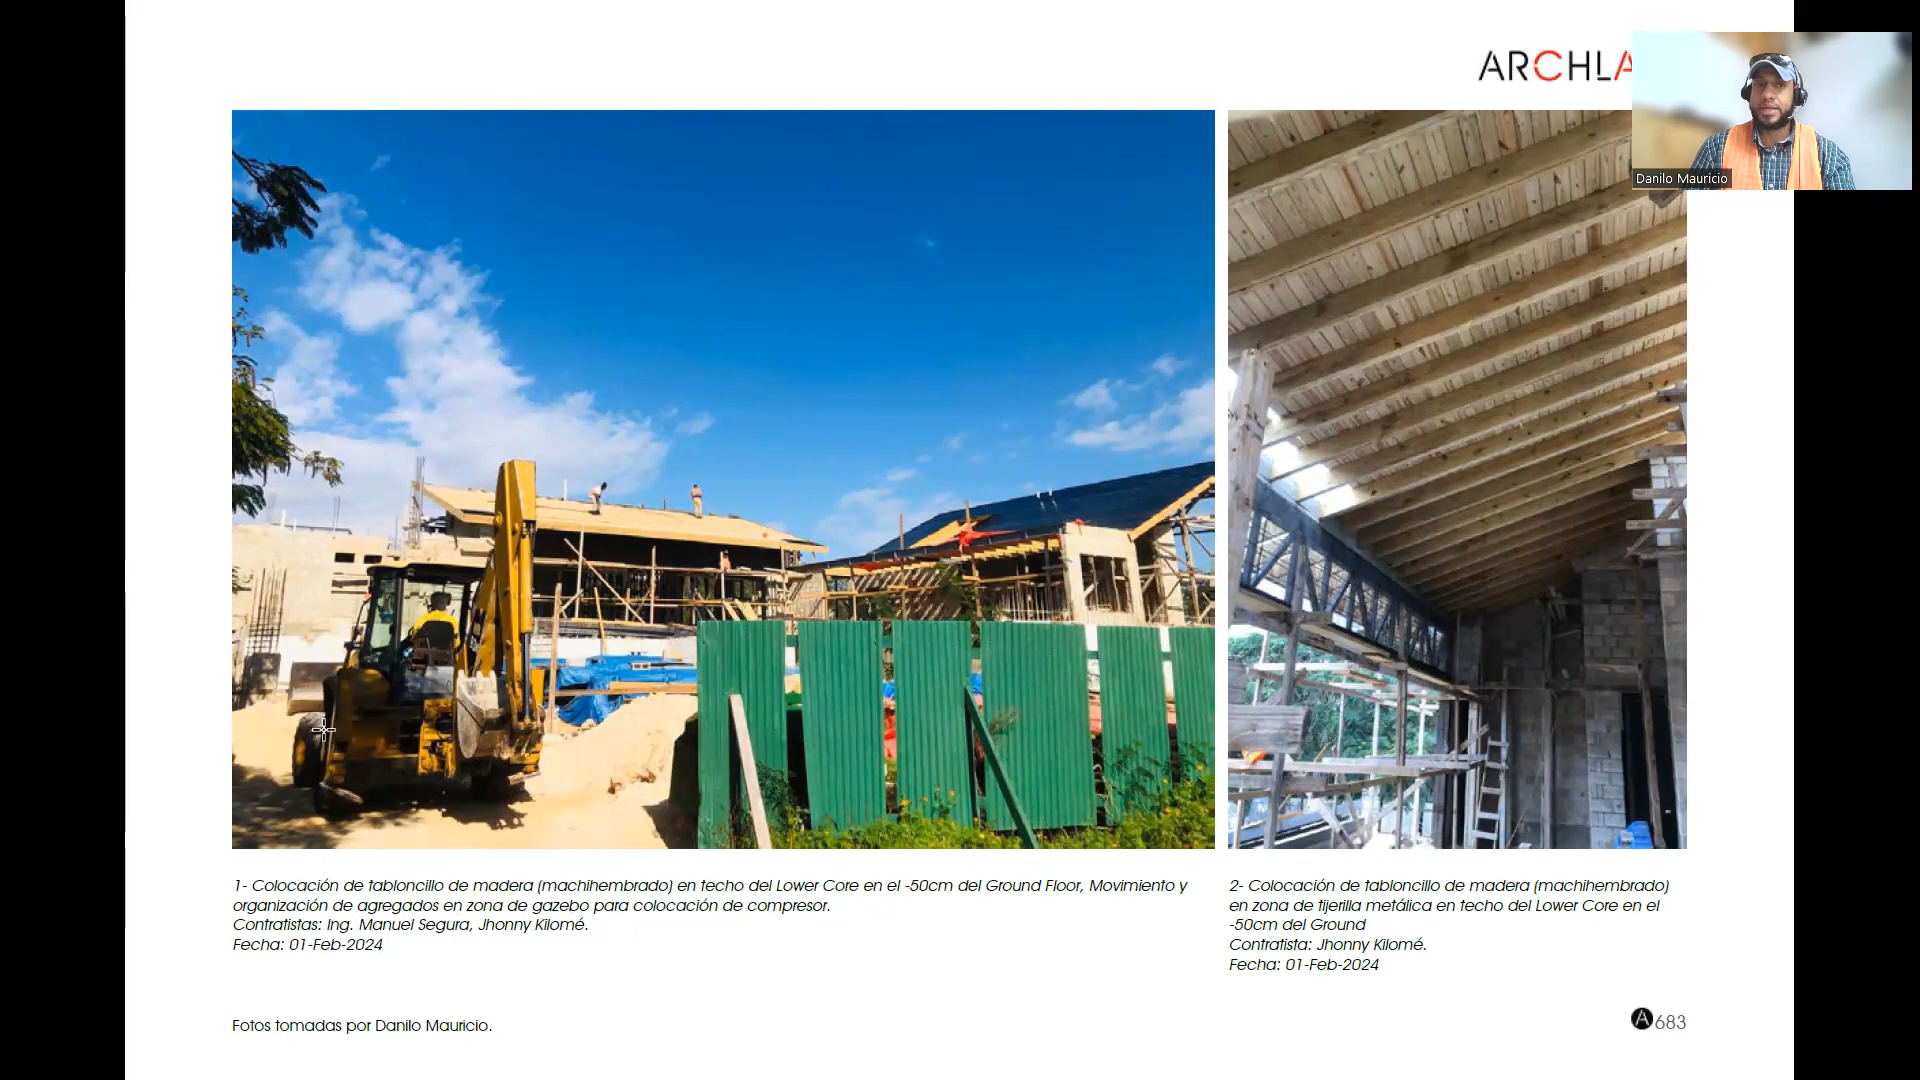 ARCHLA
Danilo Mauricio
1- Colocación de tabloncillo de madera (machihembrado) en techo del Lower Core en el -50cm del Ground Floor, Movimiento y
organización de agregados en zona de gazebo para colocación de compresor.
Contratistas: Ing. Manuel Segura, Jhonny Kilomé.
Fecha: 01-Feb-2024
2- Colocación de tabloncillo de madera (machihembrado)
en zona de tijerilla metálica en techo del Lower Core en el
-50cm del Ground
Contratista: Jhonny Kilomé.
Fecha: 01-Feb-2024
Fotos tomadas por Danilo Mauricio.
A 683